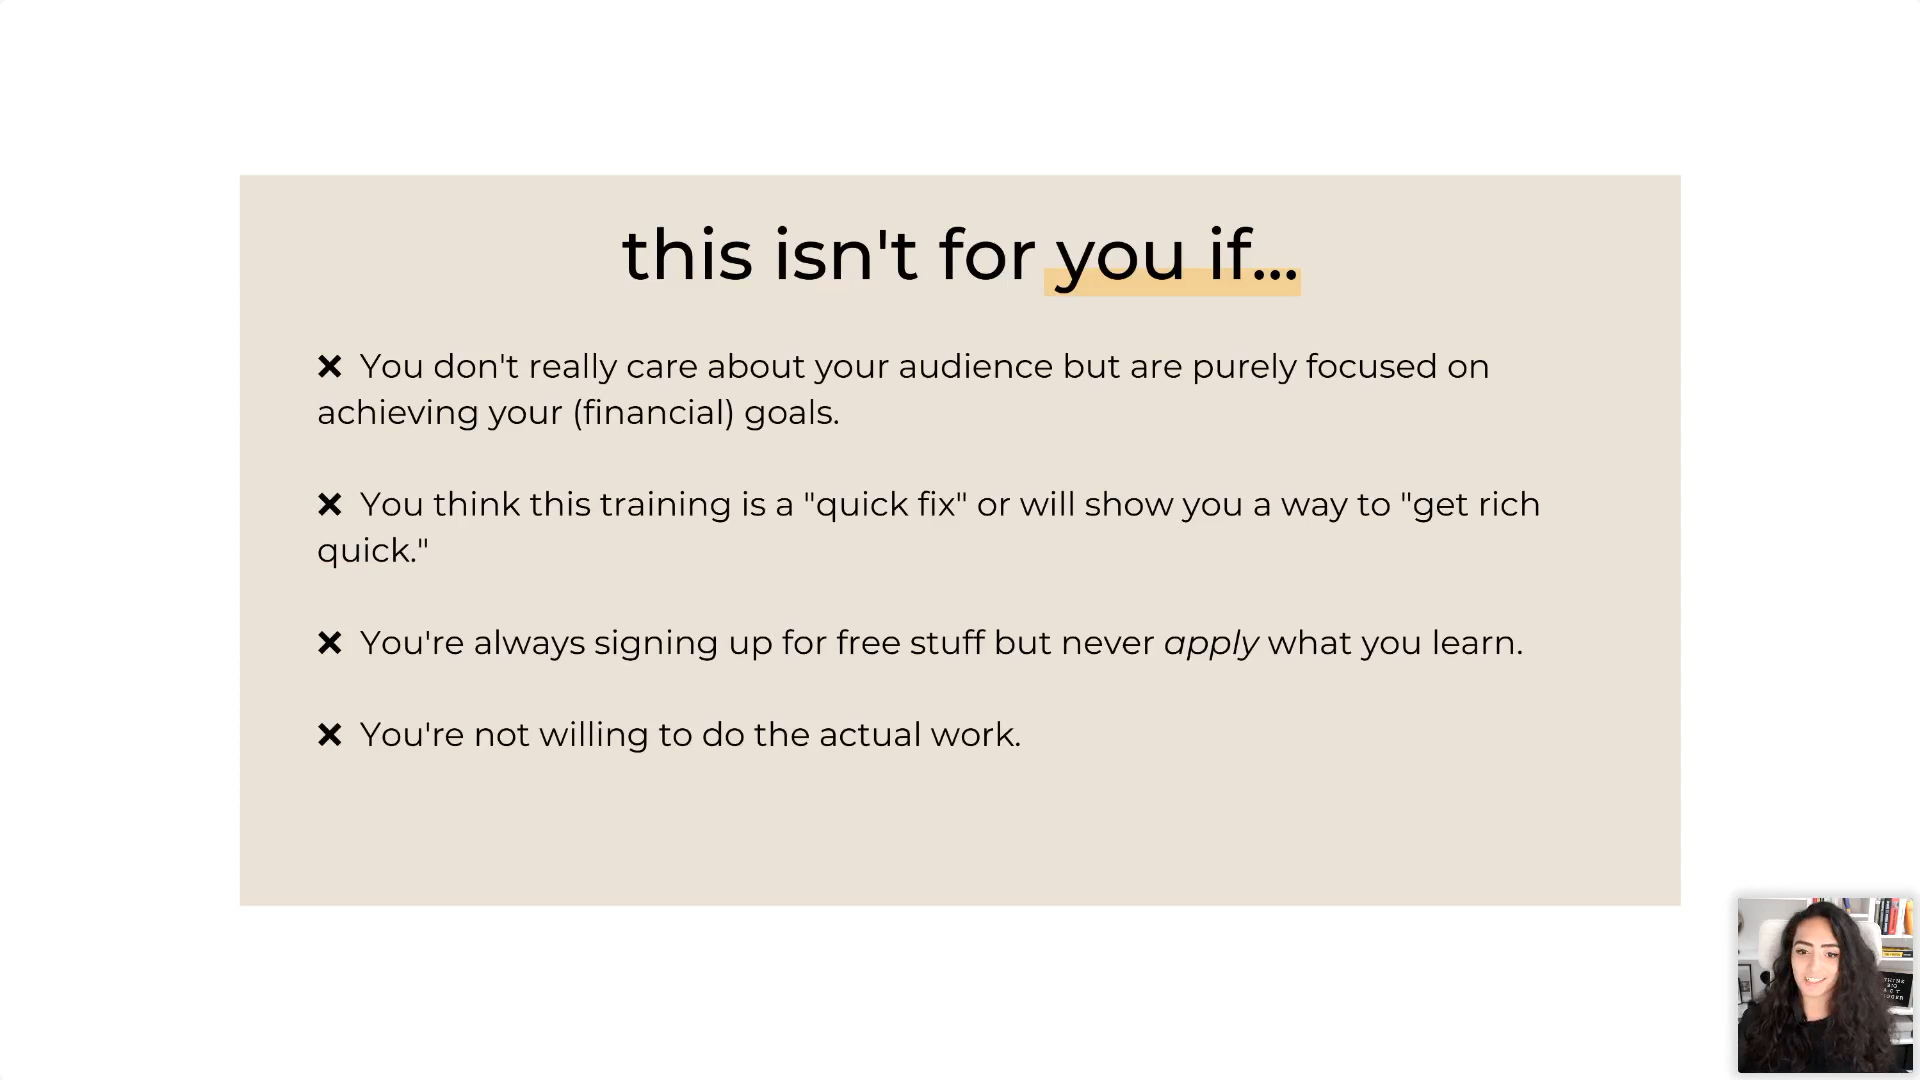 this isn't for you if...
❌ You don't really care about your audience but are purely focused on
achieving your (financial) goals.
❌ You think this training is a "quick fix" or will show you a way to "get rich
quick."
❌ You're always signing up for free stuff but never apply what you learn.
❌ You're not willing to do the actual work.
THINK
BIG